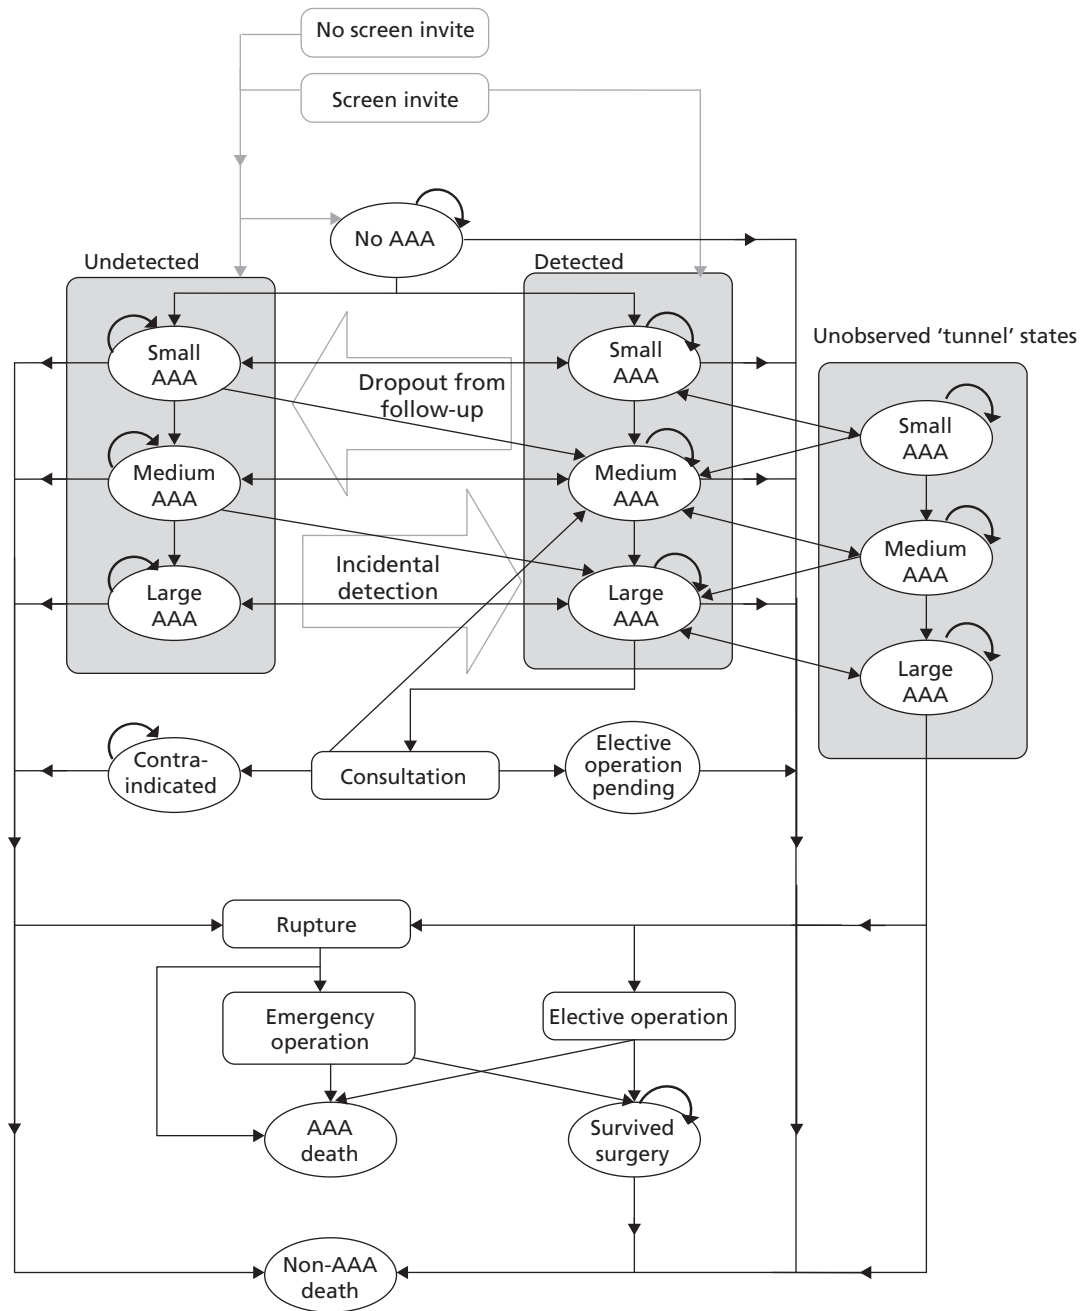 No screen invite
Screen invite
No AAA
Undetected
Detected
Unobserved ‘tunnel’ states
Small
AAA
Small
AAA
Dropout from
follow-up
Small
AAA
Medium
AAA
Medium
AAA
Medium
AAA
Incidental
detection
Large
AAA
Large
AAA
Large
AAA
Contra-
indicated
Consultation
Elective
operation
pending
Rupture
Emergency
operation
Elective operation
AAA
death
Survived
surgery
Non-AAA
death